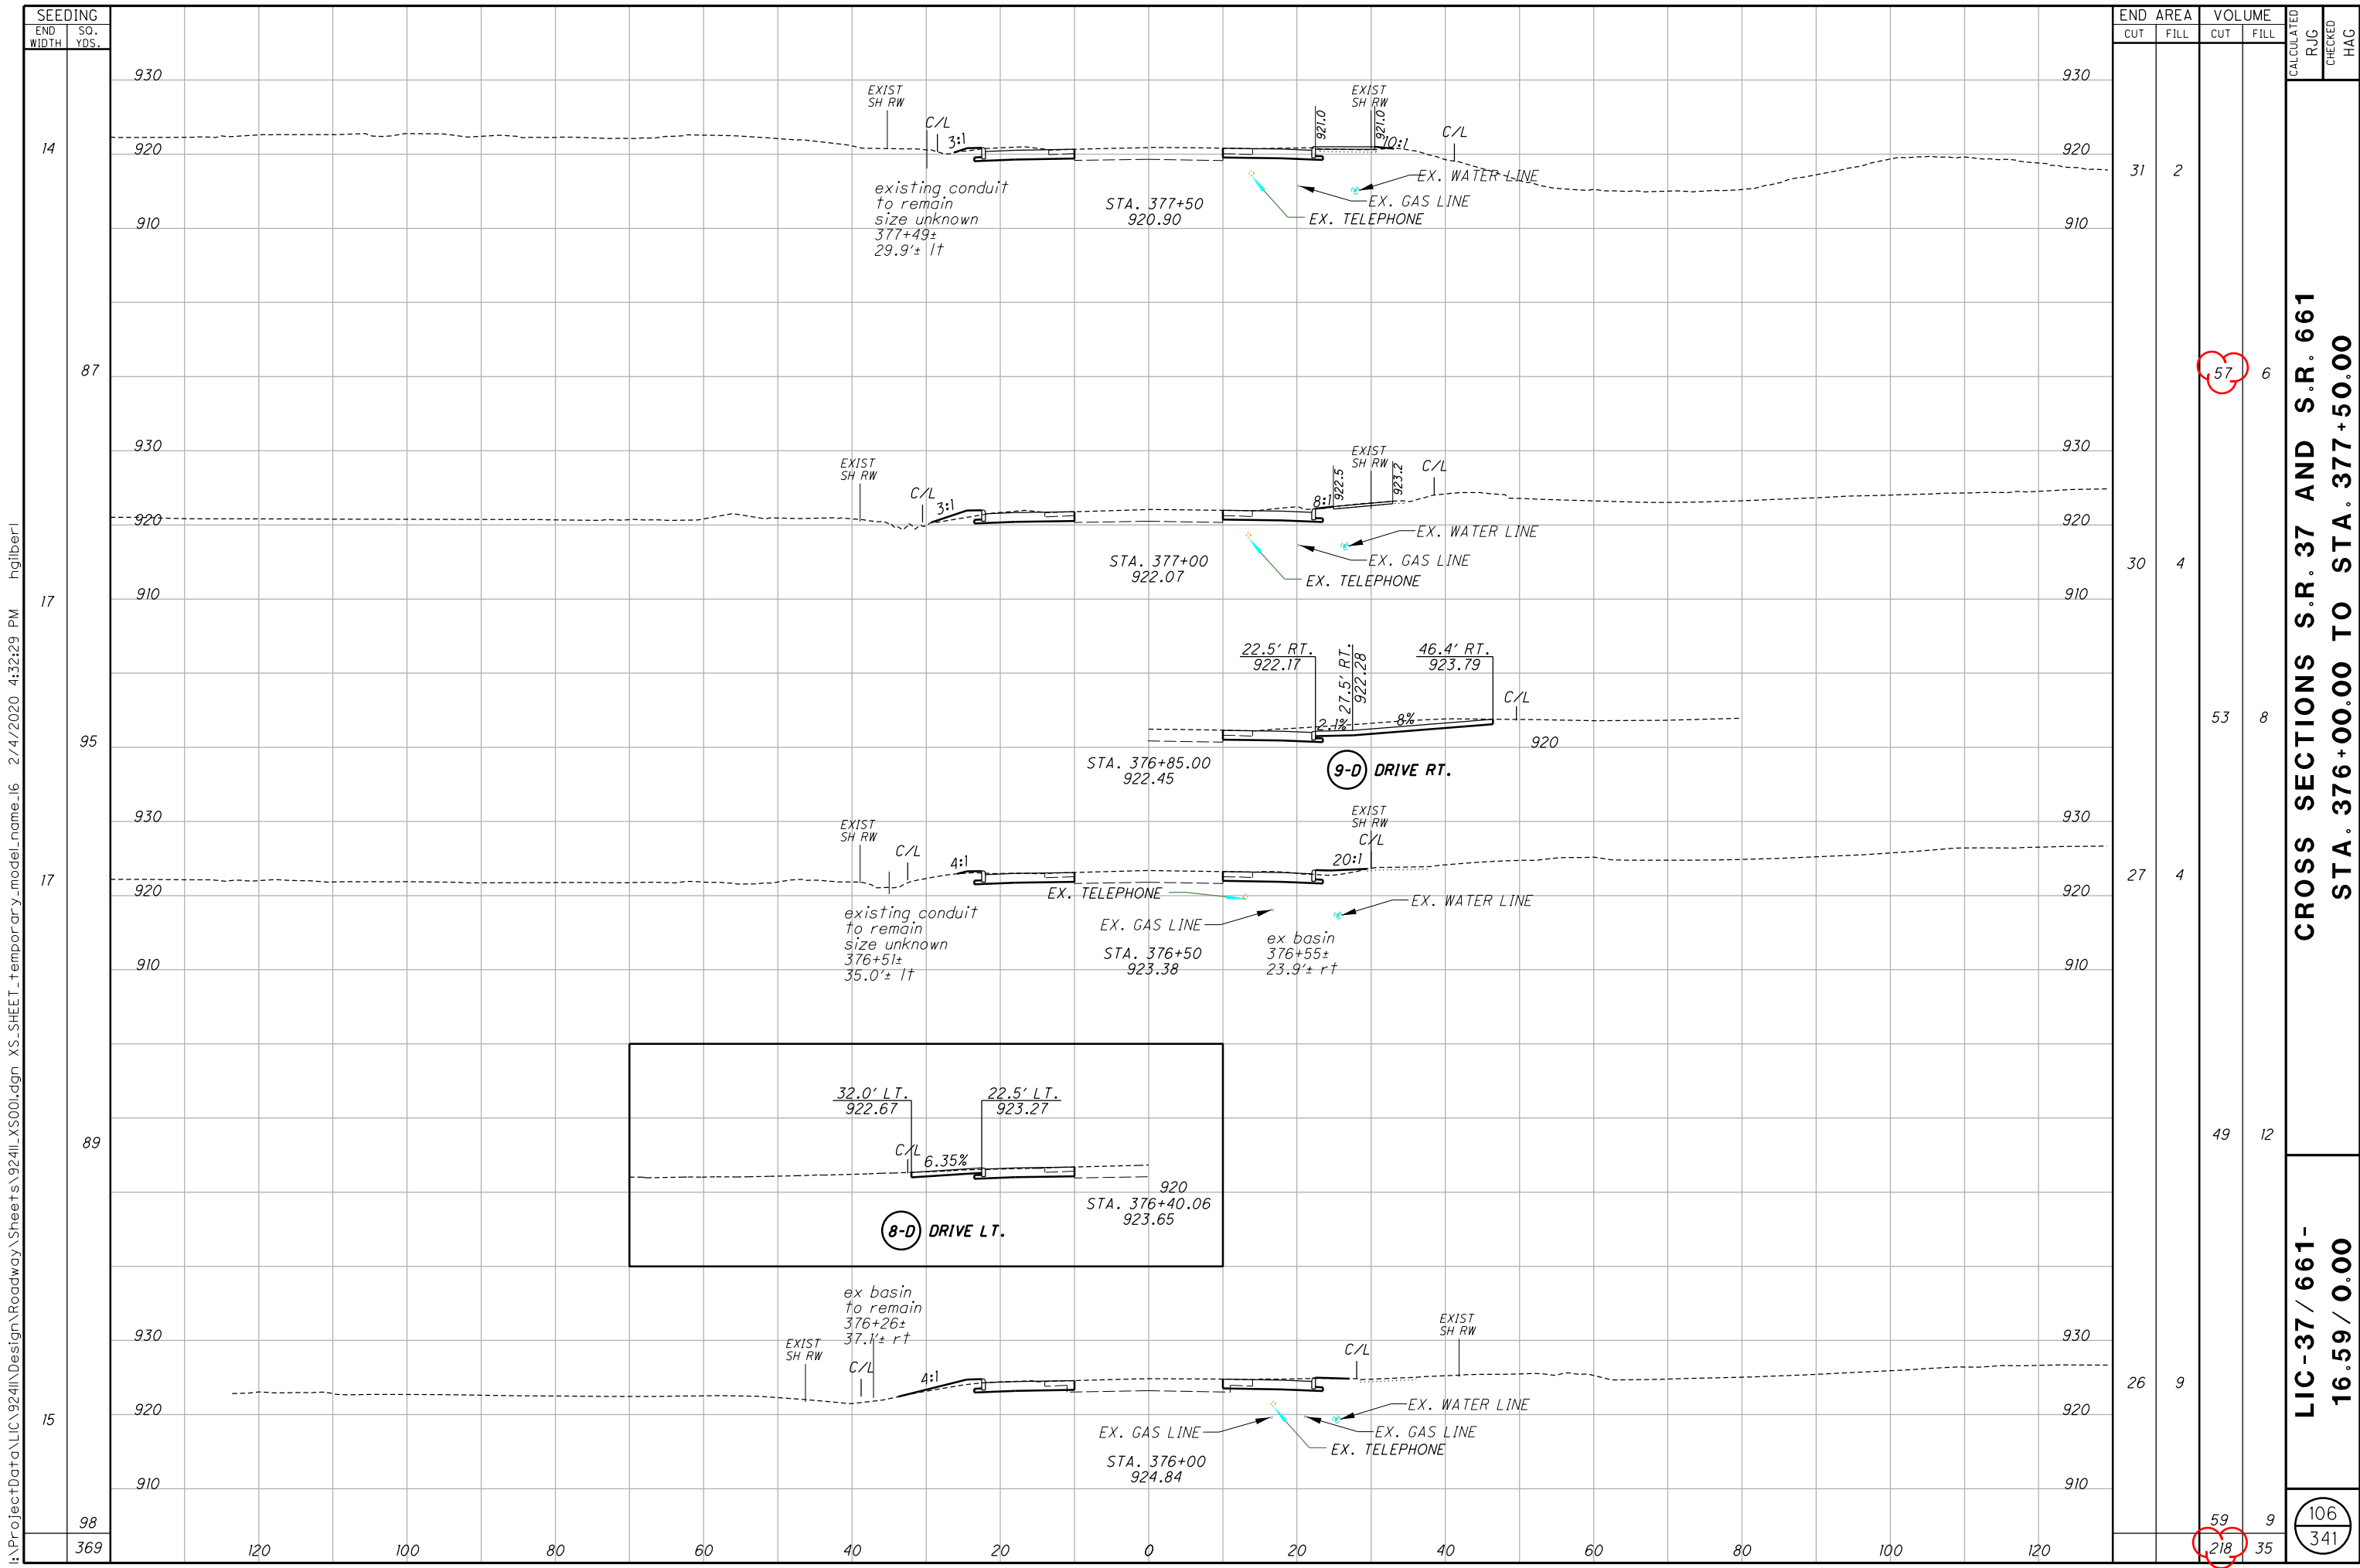 SEEDING
END WIDTH
SQ. YDS.
END AREA
VOLUME
CUT
FILL
CUT
FILL
CALCULATED
RJG
CHECKED
HAG
930
EXIST
SH RW
C/L
3:1
921.0
EXIST
SH RW
921.0
10:1
C/L
930
14
920
920
31
2
existing conduit
to remain
size unknown
377+49±
29.9'± lt
STA. 377+50
920.90
EX. WATER LINE
EX. GAS LINE
EX. TELEPHONE
910
910
87
57
6
930
EXIST
SH RW
C/L
3:1
8:1
922.5
EXIST
SH RW
923.2
C/L
930
920
920
STA. 377+00
922.07
EX. WATER LINE
EX. GAS LINE
EX. TELEPHONE
30
4
17
910
910
22.5' RT.
922.17
27.5' RT.
922.28
46.4' RT.
923.79
C/L
2.1%
8%
53
8
95
920
STA. 376+85.00
922.45
9-D DRIVE RT.
930
EXIST
SH RW
C/L
4:1
EXIST
SH RW
C/L
20:1
930
17
920
920
27
4
EX. TELEPHONE
EX. GAS LINE
EX. WATER LINE
existing conduit
to remain
size unknown
376+51±
35.0'± lt
STA. 376+50
923.38
ex basin
376+55±
23.9'± rt
910
910
32.0' LT.
922.67
22.5' LT.
923.27
C/L
6.35%
89
49
12
920
STA. 376+40.06
923.65
8-D DRIVE LT.
ex basin
to remain
376+26±
37.1'± rt
930
EXIST
SH RW
C/L
4:1
C/L
EXIST
SH RW
930
15
920
920
26
9
EX. GAS LINE
EX. WATER LINE
EX. GAS LINE
EX. TELEPHONE
STA. 376+00
924.84
910
910
98
59
9
369
120
100
80
60
40
20
0
20
40
60
80
100
120
218
35
CROSS SECTIONS S.R. 37 AND S.R. 661
STA. 376+00.00 TO STA. 377+50.00
LIC-37/661-
16.59/0.00
106
341
I:\ProjectData\LIC\92411\Design\Roadway\Sheets\92411_XS001.dgn XS_SHEET_temporary_model_name_16 2/4/2020 4:32:29 PM hgilberl